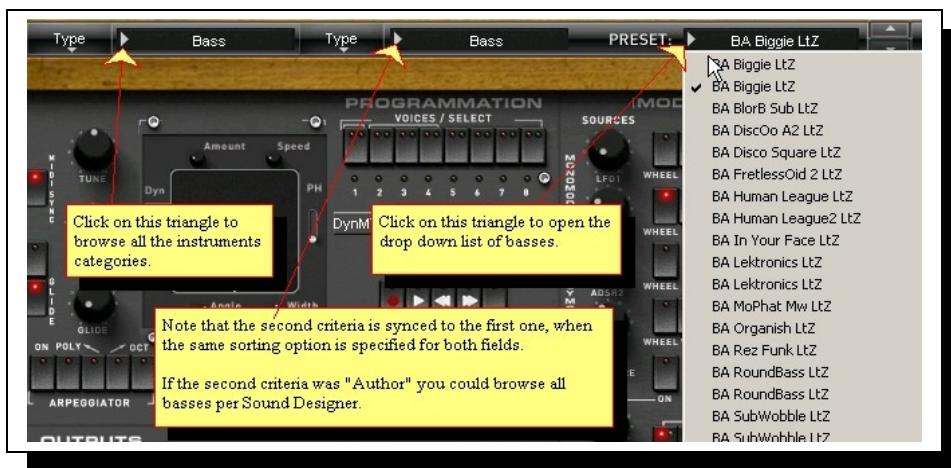 Type Bass Type Bass PRESET: BA Biggie LtZ
BA Biggie LtZ
BA Biggie LtZ
BA BlorB Sub LtZ
BA DiscOo A2 LtZ
BA Disco Square LtZ
BA FretlessOid 2 LtZ
BA Human League LtZ
BA Human League2 LtZ
BA In Your Face LtZ
BA Lektronics LtZ
BA Lektronics LtZ
BA MoPhat Mw LtZ
BA Organish LtZ
BA Rez Funk LtZ
BA RoundBass LtZ
BA RoundBass LtZ
BA SubWobble LtZ
BA SubWobble LtZ
PROGRAMMATION
VOICES / SELECT
SOURCES
Amount Speed
MIDI SYNC
TUNE
Dyn
PH
1 2 3 4 5 6 7 8
LFO1
WHEEL
Click on this triangle to
browse all the instruments
categories.
Click on this triangle to open the
drop down list of basses.
WHEEL
GLIDE
Angle Width
ADSR2
WHEEL
GLIDE
Note that the second criteria is synced to the first one, when
the same sorting option is specified for both fields.
If the second criteria was "Author" you could browse all
basses per Sound Designer.
ON POLY OCT
WHEEL
ARPEGGIATOR
ON
OUTPUTS